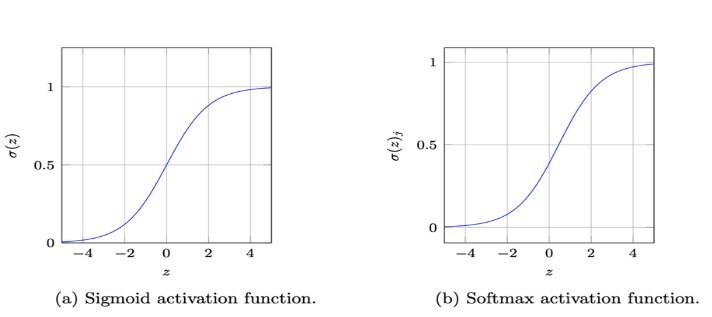 1
0.5
0
−4 −2 0 2 4
z
σ(z)
(a) Sigmoid activation function.
1
0.5
0
−4 −2 0 2 4
z
σ(z)j
(b) Softmax activation function.